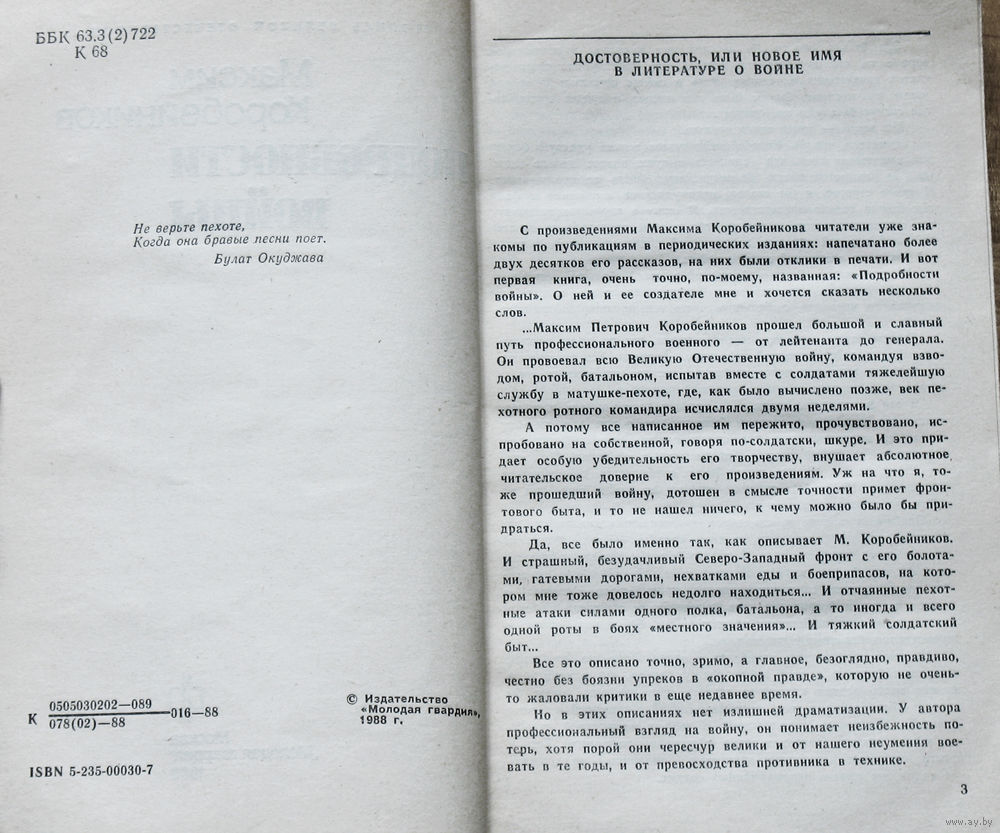 ББК 63.3(2)722
К 68
Не верьте пехоте,
Когда она бравые песни поет.
Булат Окуджава
К 0505030202—089
078(02)—88 —016—88
© Издательство
«Молодая гвардия»,
1988 г.
ISBN 5-235-00030-7
ДОСТОВЕРНОСТЬ, ИЛИ НОВОЕ ИМЯ
В ЛИТЕРАТУРЕ О ВОЙНЕ
С произведениями Максима Коробейникова читатели уже зна-
комы по публикациям в периодических изданиях: напечатано более
двух десятков его рассказов, на них были отклики в печати. И вот
первая книга, очень точно, по-моему, названная: «Подробности
войны». О ней и ее создателе мне и хочется сказать несколько
слов.
...Максим Петрович Коробейников прошел большой и славный
путь профессионального военного — от лейтенанта до генерала.
Он провоевал всю Великую Отечественную войну, командуя взво-
дом, ротой, батальоном, испытав вместе с солдатами тяжелейшую
службу в матушке-пехоте, где, как было вычислено позже, век пе-
хотного ротного командира исчислялся двумя неделями.
А потому все написанное им пережито, прочувствовано, ис-
пробовано на собственной, говоря по-солдатски, шкуре. И это при-
дает особую убедительность его творчеству, внушает абсолютное
читательское доверие к его произведениям. Уж на что я, то-
же прошедший войну, дотошен в смысле точности примет фрон-
тового быта, и то не нашел ничего, к чему можно было бы при-
драться.
Да, все было именно так, как описывает М. Коробейников.
И страшный, безудачливый Северо-Западный фронт с его болота-
ми, гатевыми дорогами, нехватками еды и боеприпасов, на кото-
ром мне тоже довелось недолго находиться... И отчаянные пехот-
ные атаки силами одного полка, батальона, а то иногда и всего
одной роты в боях «местного значения»... И тяжкий солдатский
быт...
Все это описано точно, зримо, а главное, безоглядно, правдиво,
честно без боязни упреков в «окопной правде», которую не очень-
то жаловали критики в еще недавнее время.
Но в этих описаниях нет излишней драматизации. У автора
профессиональный взгляд на войну, он понимает неизбежность по-
терь, хотя порой они чересчур велики и от нашего неумения вое-
вать в те годы, и от превосходства противника в технике.
3
www.ay.by